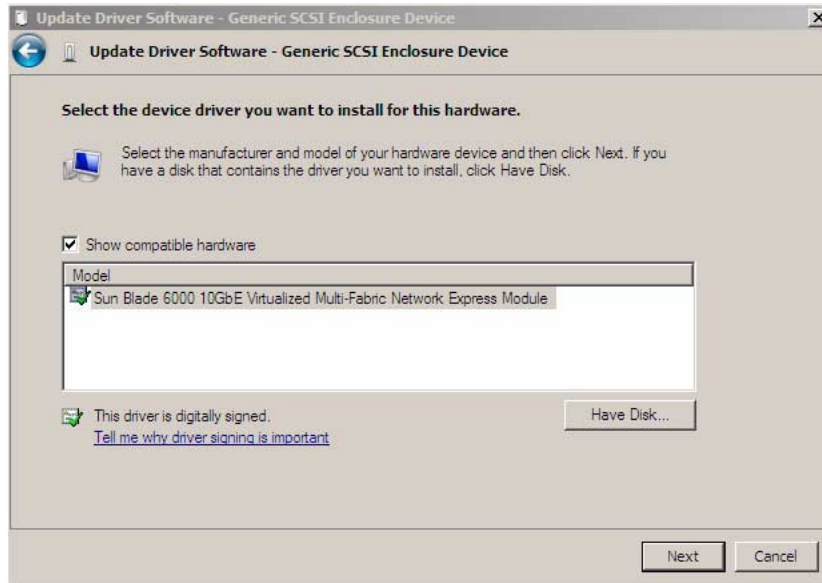 Update Driver Software - Generic SCSI Enclosure Device
Update Driver Software - Generic SCSI Enclosure Device
Select the device driver you want to install for this hardware.
Select the manufacturer and model of your hardware device and then click Next. If you
have a disk that contains the driver you want to install, click Have Disk.
Show compatible hardware
Model
Sun Blade 6000 10GbE Virtualized Multi-Fabric Network Express Module
This driver is digitally signed.
Have Disk...
Tell me why driver signing is important
Next
Cancel